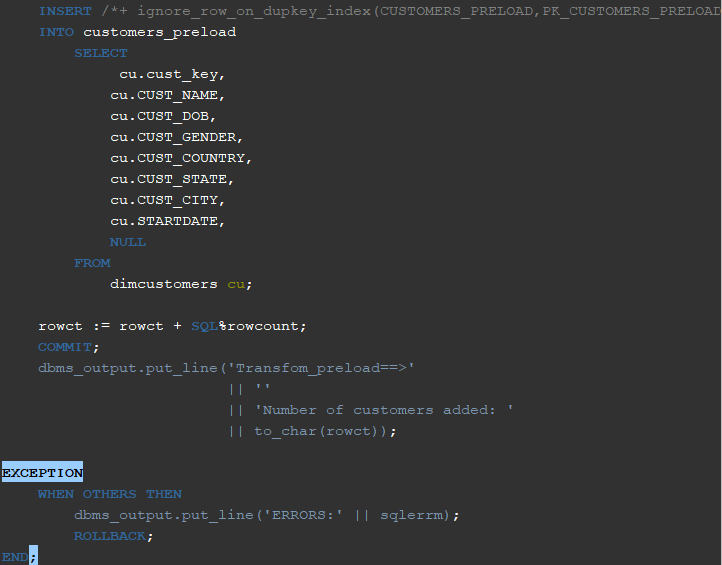 INSERT /*+ ignore_row_on_dupkey_index(CUSTOMERS_PRELOAD,PK_CUSTOMERS_PRELOAD
INTO customers_preload
SELECT
cu.cust_key,
cu.CUST_NAME,
cu.CUST_DOB,
cu.CUST_GENDER,
cu.CUST_COUNTRY,
cu.CUST_STATE,
cu.CUST_CITY,
cu.STARTDATE,
NULL
FROM
dimcustomers cu;
rowct := rowct + SQL%rowcount;
COMMIT;
dbms_output.put_line('Transfom_preload==>'
|| ''
|| 'Number of customers added: '
|| to_char(rowct));
EXCEPTION
WHEN OTHERS THEN
dbms_output.put_line('ERRORS:' || sqlerrm);
ROLLBACK;
END;